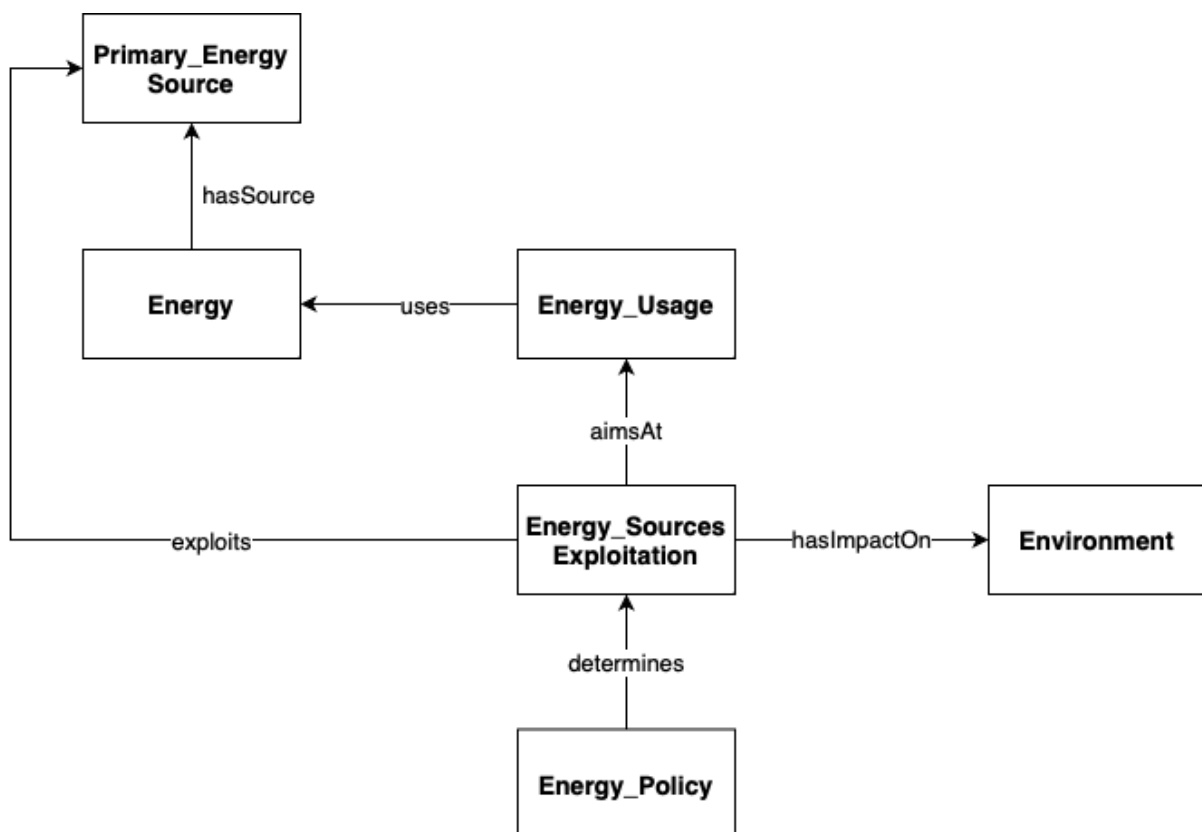 Primary_Energy
Source
hasSource
Energy
uses
Energy_Usage
aimsAt
exploits
Energy_Sources
Exploitation
hasImpactOn
Environment
determines
Energy_Policy